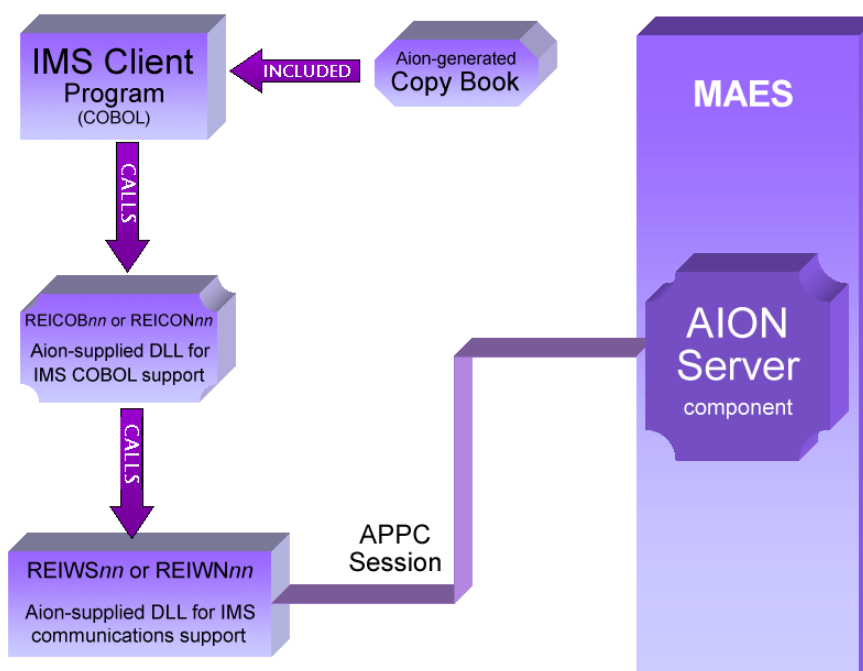 IMS Client
Program
(COBOL)
INCLUDED
Aion-generated
Copy Book
MAES
CALLS
REICOBnn or REICONnn
Aion-supplied DLL for
IMS COBOL support
AION
Server
component
CALLS
APPC
Session
REIWSnn or REIWNnn
Aion-supplied DLL for IMS
communications support